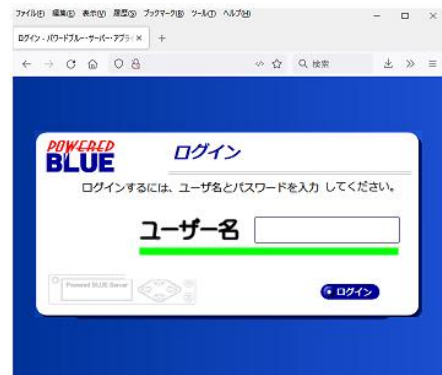 ファイル(F) 編集(E) 表示(V) 履歴(S) ブックマーク(B) ツール(T) ヘルプ(H)
ログイン - パワードブルー・サーバー・アプライ
検索
POWERED
BLUE
ログイン
ログインするには、ユーザ名とパスワードを入力 してください。
ユーザー名
Powered BLUE Server
ログイン